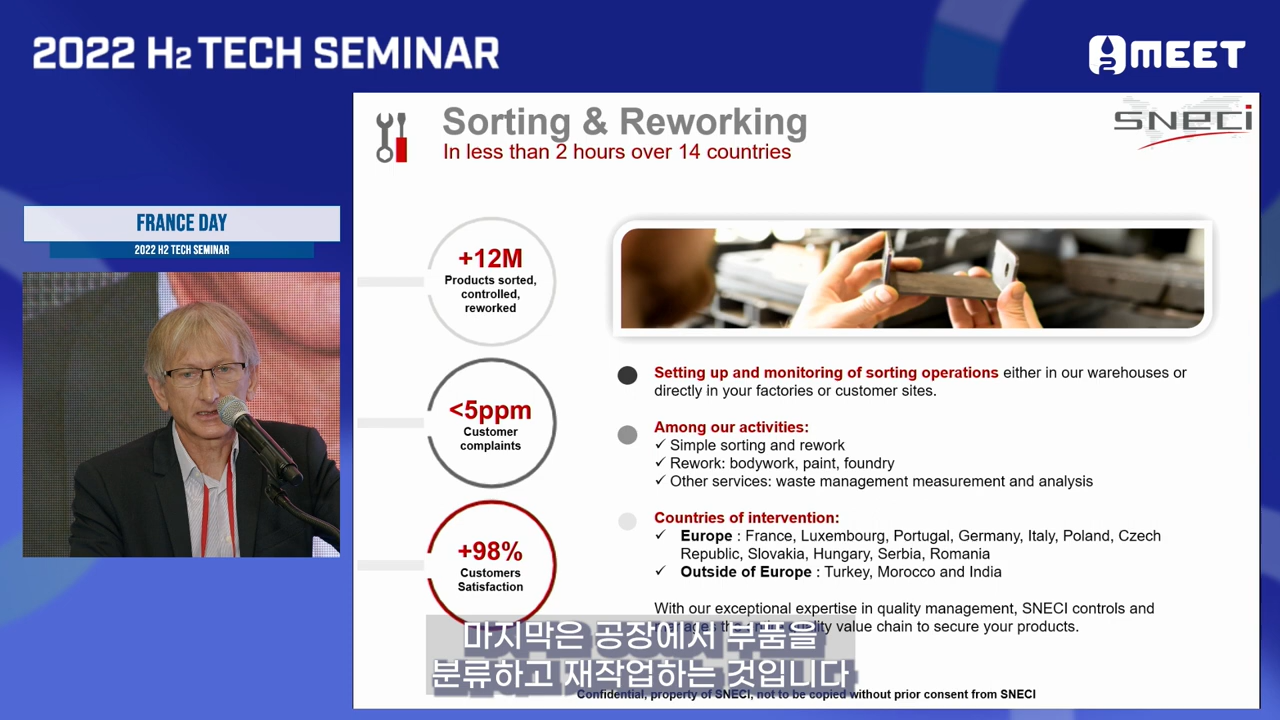 2022 H2 TECH SEMINAR
H2 MEET
FRANCE DAY
2022 H2 TECH SEMINAR
Sorting & Reworking
In less than 2 hours over 14 countries
SNECI
+12M
Products sorted,
controlled,
reworked
<5ppm
Customer
complaints
+98%
Customers
Satisfaction
Setting up and monitoring of sorting operations either in our warehouses or
directly in your factories or customer sites.
Among our activities:
✓ Simple sorting and rework
✓ Rework: bodywork, paint, foundry
✓ Other services: waste management measurement and analysis
Countries of intervention:
✓ Europe : France, Luxembourg, Portugal, Germany, Italy, Poland, Czech
Republic, Slovakia, Hungary, Serbia, Romania
✓ Outside of Europe : Turkey, Morocco and India
With our exceptional expertise in quality management, SNECI controls and
quality value chain to secure your products.
마지막은 공장에서 부품을
분류하고 재작업하는 것입니다
Confidential, property of SNECI, not to be copied without prior consent from SNECI